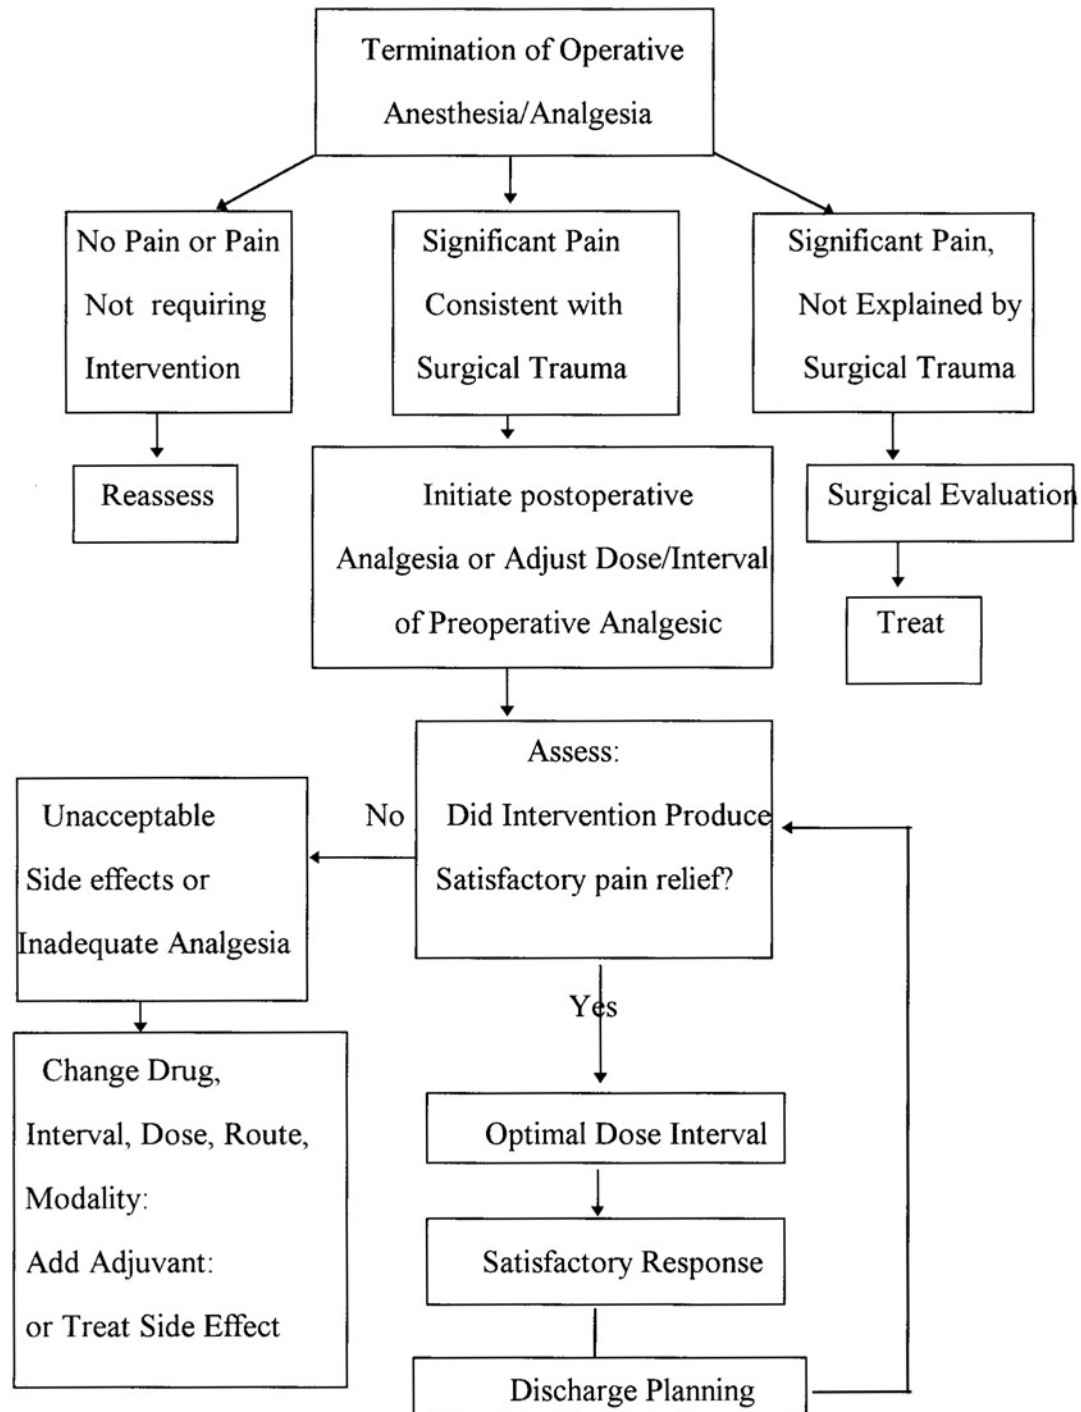 Termination of Operative
Anesthesia/Analgesia
No Pain or Pain
Not requiring
Intervention
Significant Pain
Consistent with
Surgical Trauma
Significant Pain,
Not Explained by
Surgical Trauma
Reassess
Initiate postoperative
Analgesia or Adjust Dose/Interval
of Preoperative Analgesic
Surgical Evaluation
Treat
Assess:
Did Intervention Produce
Satisfactory pain relief?
No
Unacceptable
Side effects or
Inadequate Analgesia
Yes
Change Drug,
Interval, Dose, Route,
Modality:
Add Adjuvant:
or Treat Side Effect
Optimal Dose Interval
Satisfactory Response
Discharge Planning